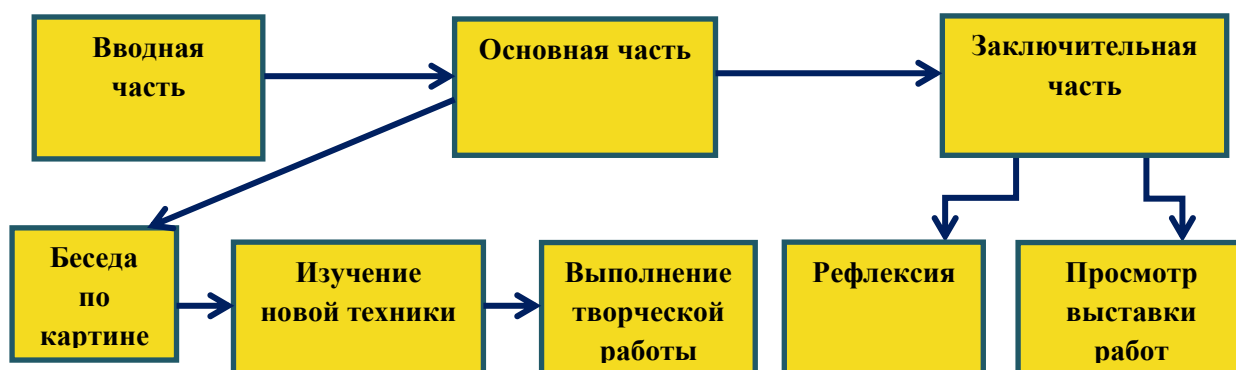 Вводная
часть
Основная часть
Заключительная
часть
Беседа
по
картине
Изучение
новой техники
Выполнение
творческой
работы
Рефлексия
Просмотр
выставки
работ